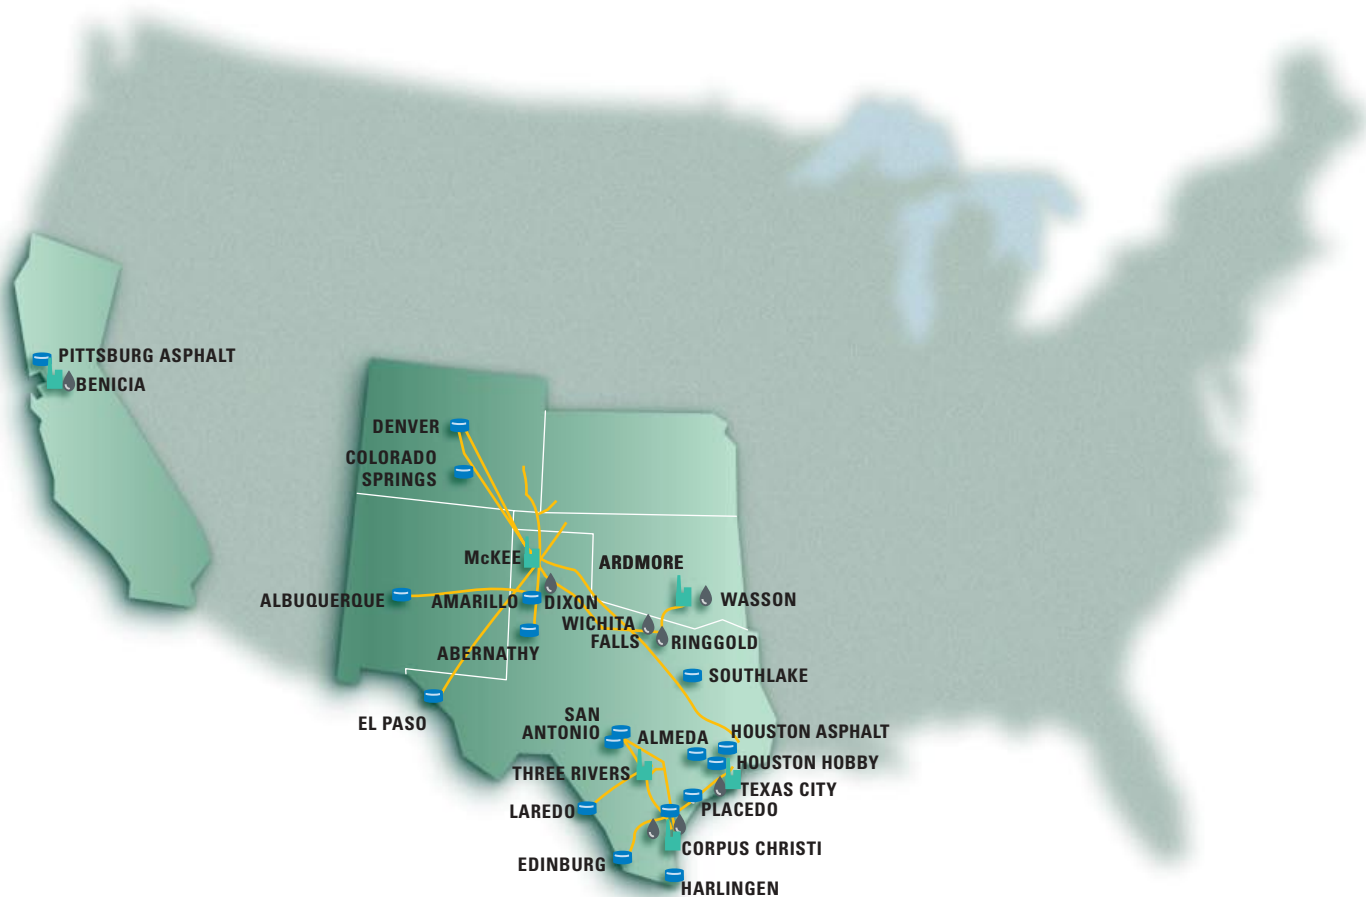 PITTSBURG ASPHALT
BENICIA
DENVER
COLORADO
SPRINGS
McKEE
ARDMORE
ALBUQUERQUE
AMARILLO
DIXON
WASSON
WICHITA
FALLS
RINGGOLD
ABERNATHY
SOUTHLAKE
EL PASO
SAN
ANTONIO
ALMEDA
HOUSTON ASPHALT
HOUSTON HOBBY
THREE RIVERS
TEXAS CITY
LAREDO
PLACEDO
CORPUS CHRISTI
EDINBURG
HARLINGEN